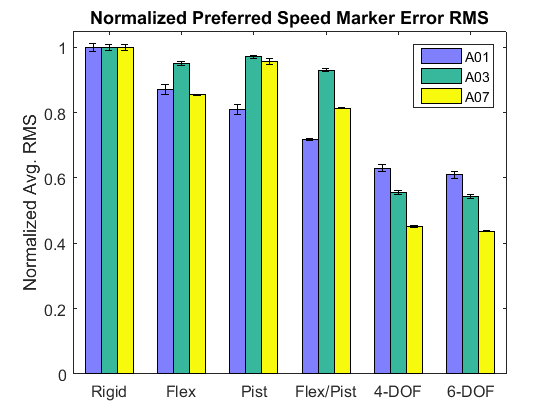 Normalized Preferred Speed Marker Error RMS
Normalized Avg. RMS
1
0.8
0.6
0.4
0.2
0
A01
A03
A07
Rigid Flex Pist Flex/Pist 4-DOF 6-DOF